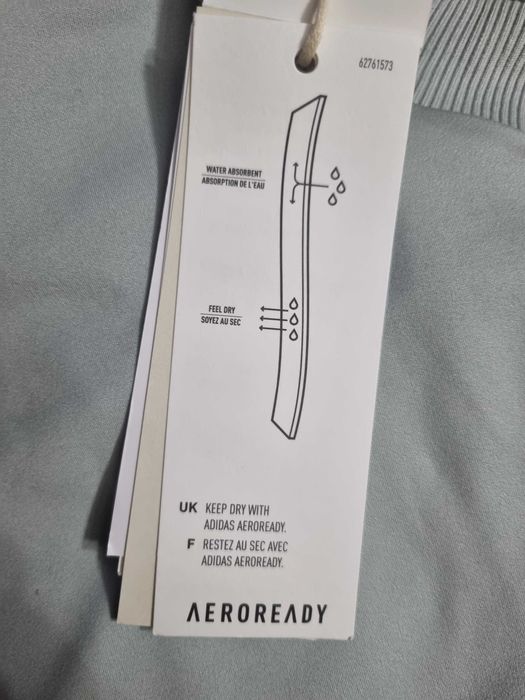 62761573
WATER ABSORBENT
ABSORPTION DE L'EAU
FEEL DRY
SOYEZ AU SEC
UK KEEP DRY WITH
ADIDAS AEROREADY.
F RESTEZ AU SEC AVEC
ADIDAS AEROREADY.
AEROREADY